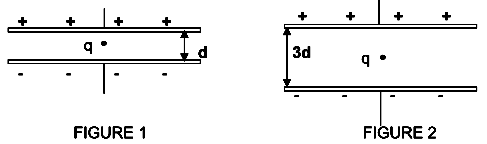 + + + +
q d
- - - -
FIGURE 1
+ + + +
3d
q
- - - -
FIGURE 2